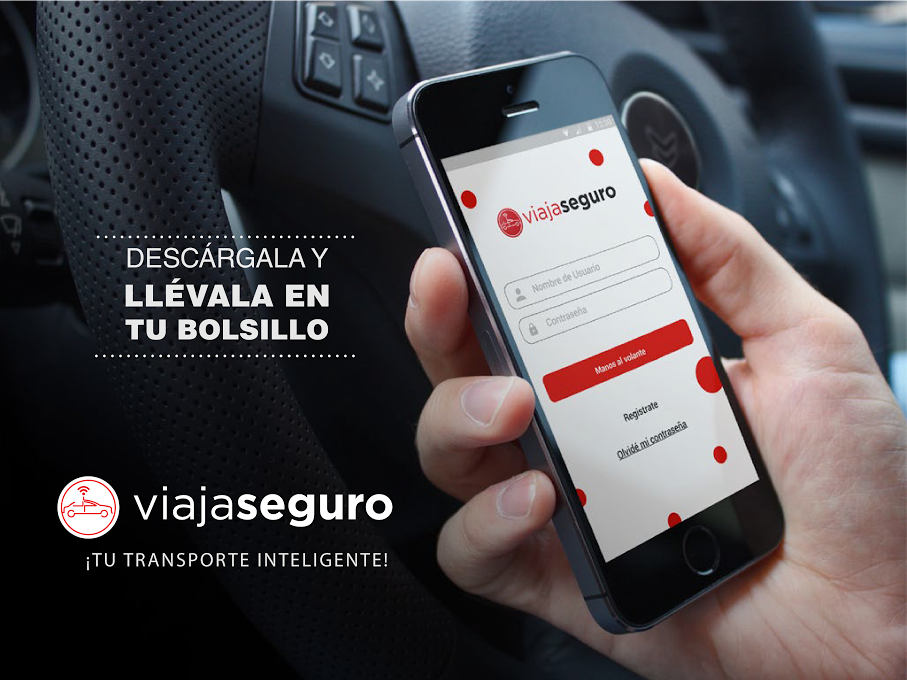 DESCÁRGALA Y
LLÉVALA EN
TU BOLSILLO
viajaseguro
¡TU TRANSPORTE INTELIGENTE!
viajaseguro
Nombre de Usuario
Contraseña
Manos al volante
Registrate
Olvidé mi contraseña